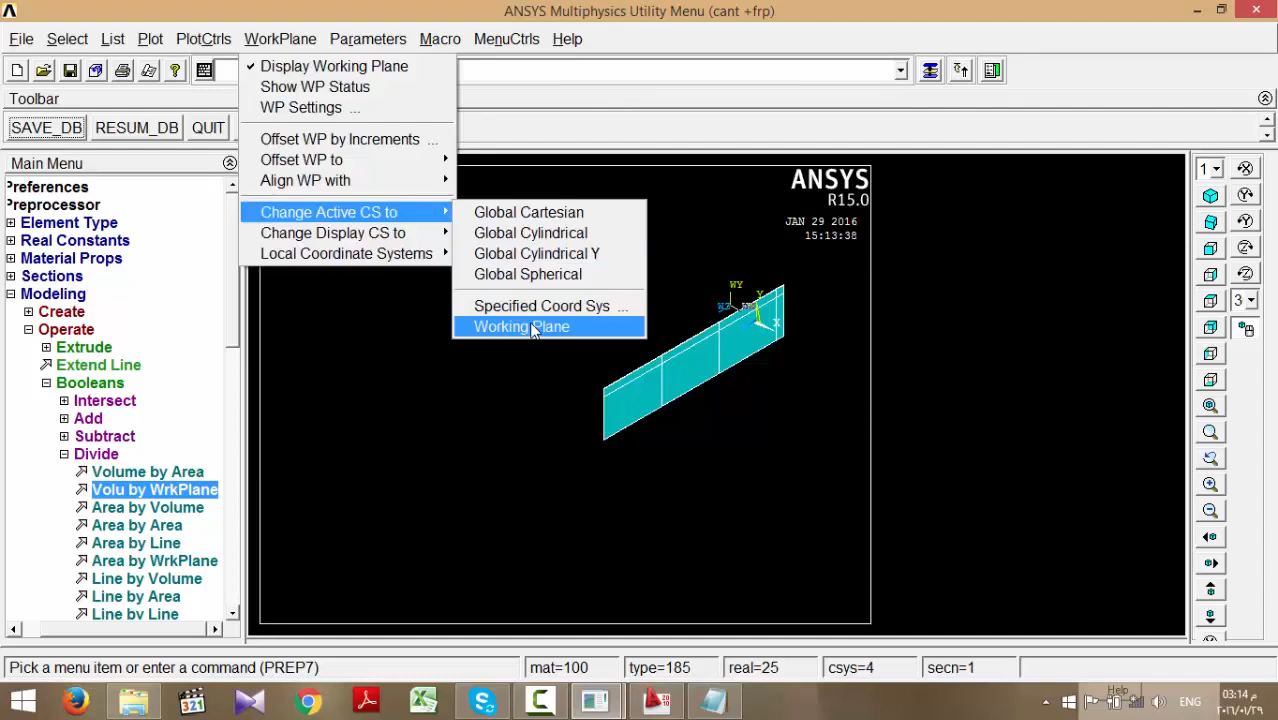 ANSYS Multiphysics Utility Menu (cant +frp)
File Select List Plot PlotCtrls WorkPlane Parameters Macro MenuCtrls Help
Toolbar
SAVE_DB RESUM_DB QUIT
Main Menu
Preferences
Preprocessor
Element Type
Real Constants
Material Props
Sections
Modeling
Create
Operate
Extrude
Extend Line
Booleans
Intersect
Add
Subtract
Divide
Volume by Area
Volu by WrkPlane
Area by Volume
Area by Area
Area by Line
Area by WrkPlane
Line by Volume
Line by Area
Line by Line
Display Working Plane
Show WP Status
WP Settings ...
Offset WP by Increments ...
Offset WP to
Align WP with
Change Active CS to
Change Display CS to
Local Coordinate Systems
Global Cartesian
Global Cylindrical
Global Cylindrical Y
Global Spherical
Specified Coord Sys ...
Working Plane
ANSYS
R15.0
JAN 29 2016
15:13:38
WY
Y
X
1
3
Pick a menu item or enter a command (PREP7) mat=100 type=185 real=25 csys=4 secn=1
321
Help
ENG
٠٣:١٤ م
٢٠١٦/٠١/٢٩